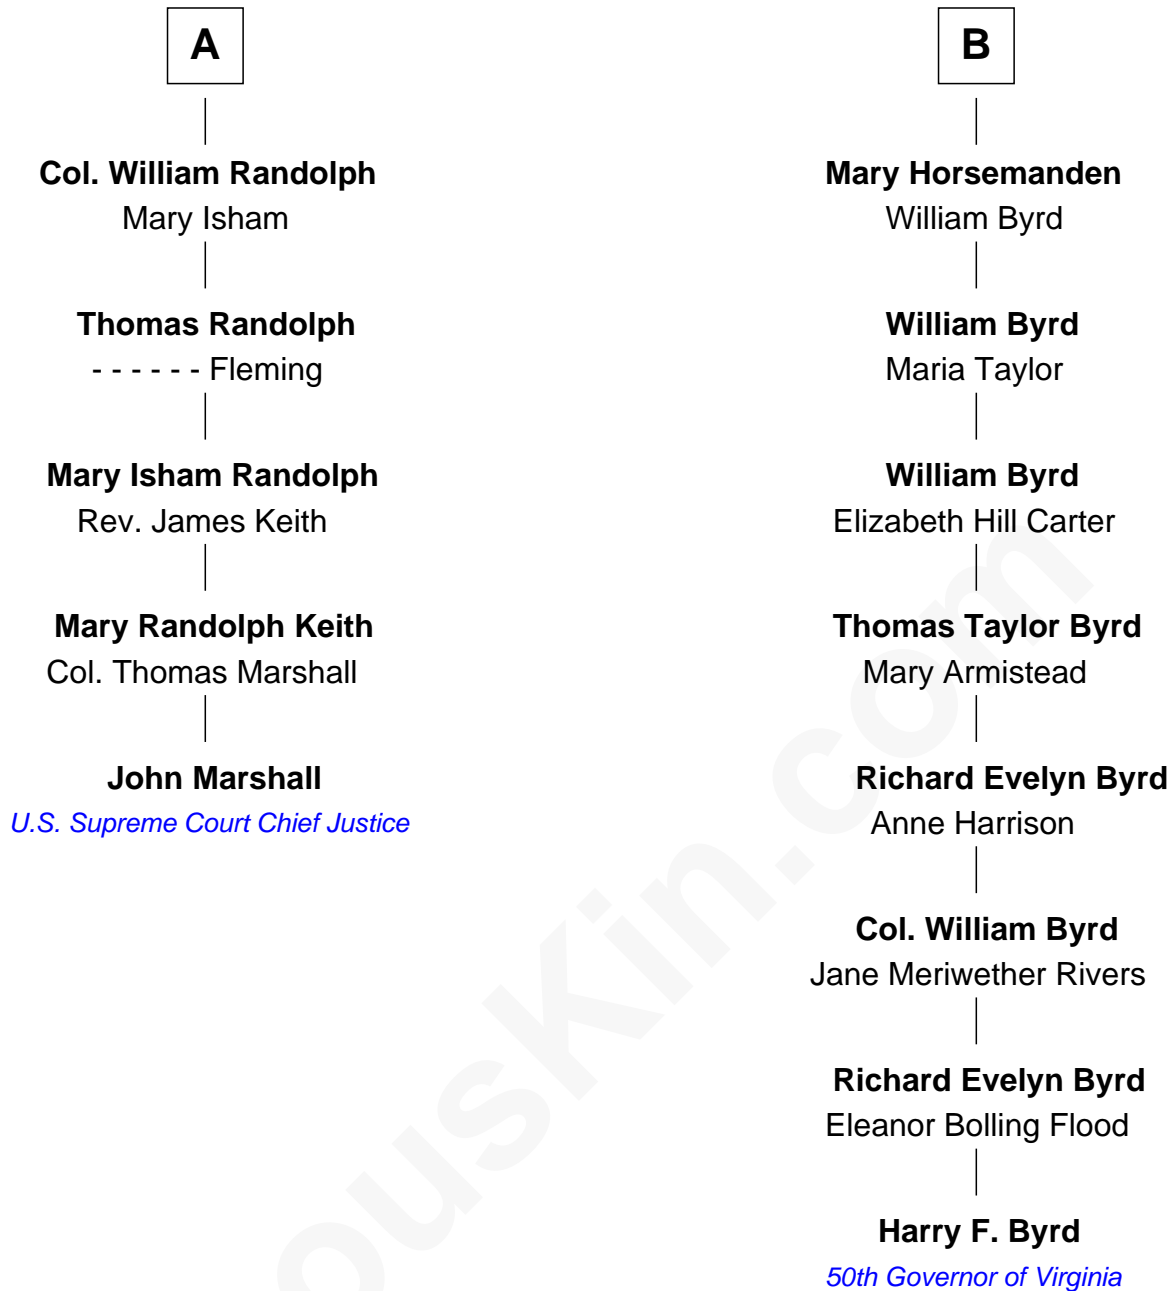 A
Col. William Randolph
Mary Isham
Thomas Randolph
- - - - - - Fleming
Mary Isham Randolph
Rev. James Keith
Mary Randolph Keith
Col. Thomas Marshall
John Marshall
U.S. Supreme Court Chief Justice
B
Mary Horsemanden
William Byrd
William Byrd
Maria Taylor
William Byrd
Elizabeth Hill Carter
Thomas Taylor Byrd
Mary Armistead
Richard Evelyn Byrd
Anne Harrison
Col. William Byrd
Jane Meriwether Rivers
Richard Evelyn Byrd
Eleanor Bolling Flood
Harry F. Byrd
50th Governor of Virginia
ousKin.com